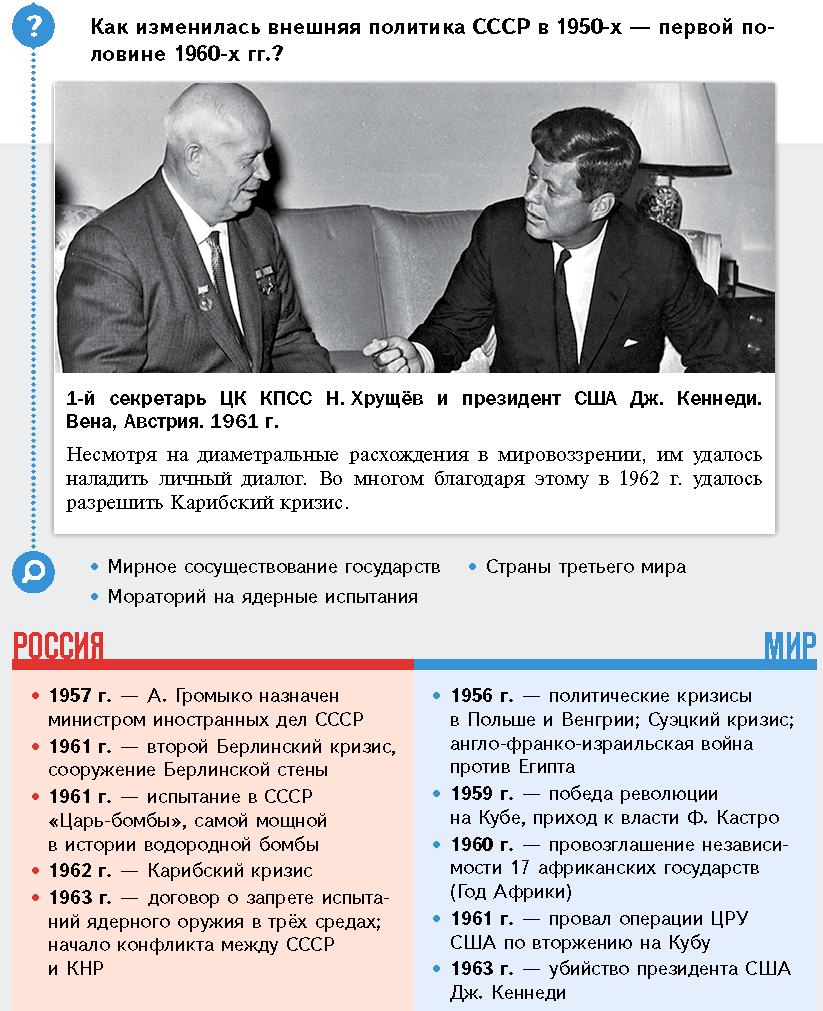 ?
Как изменилась внешняя политика СССР в 1950-х — первой по-
ловине 1960-х гг.?
1-й секретарь ЦК КПСС Н. Хрущёв и президент США Дж. Кеннеди.
Вена, Австрия. 1961 г.
Несмотря на диаметральные расхождения в мировоззрении, им удалось
наладить личный диалог. Во многом благодаря этому в 1962 г. удалось
разрешить Карибский кризис.
• Мирное сосуществование государств • Страны третьего мира
• Мораторий на ядерные испытания
РОССИЯ
• 1957 г. — А. Громыко назначен
министром иностранных дел СССР
• 1961 г. — второй Берлинский кризис,
сооружение Берлинской стены
• 1961 г. — испытание в СССР
«Царь-бомбы», самой мощной
в истории водородной бомбы
• 1962 г. — Карибский кризис
• 1963 г. — договор о запрете испыта-
ний ядерного оружия в трёх средах;
начало конфликта между СССР
и КНР
МИР
• 1956 г. — политические кризисы
в Польше и Венгрии; Суэцкий кризис;
англо-франко-израильская война
против Египта
• 1959 г. — победа революции
на Кубе, приход к власти Ф. Кастро
• 1960 г. — провозглашение независи-
мости 17 африканских государств
(Год Африки)
• 1961 г. — провал операции ЦРУ
США по вторжению на Кубу
• 1963 г. — убийство президента США
Дж. Кеннеди